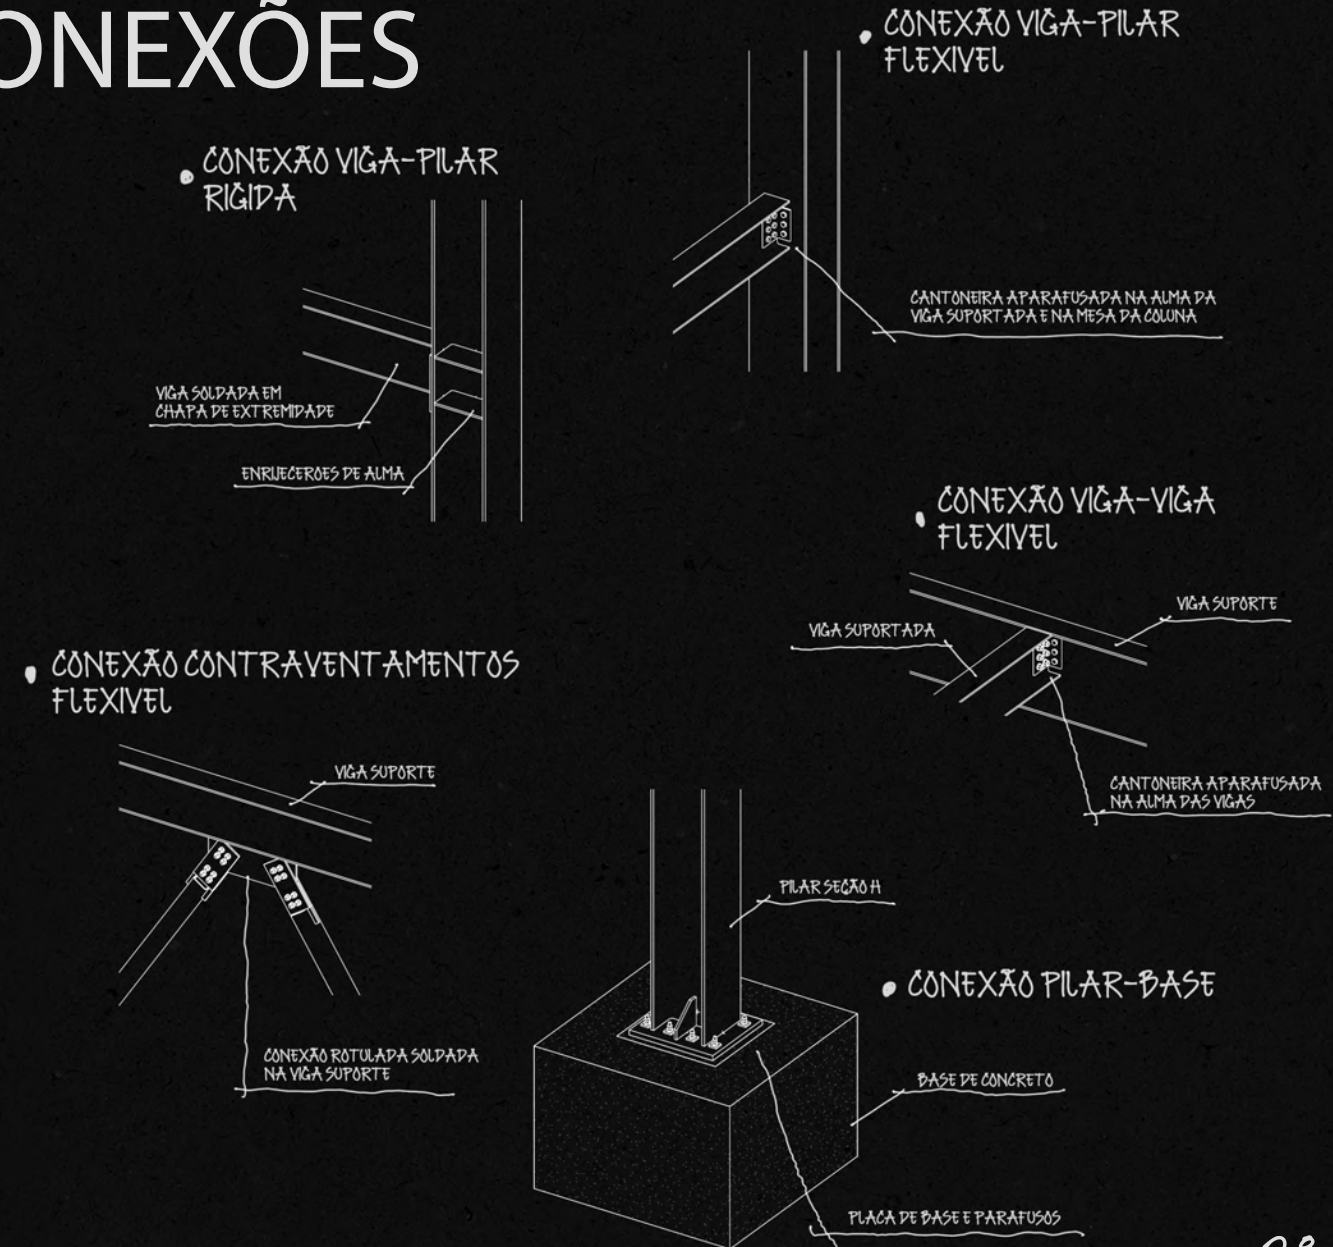 ONEXÕES
CONEXÃO VIGA-PILAR
FLEXIVEL
CONEXÃO VIGA-PILAR
RIGIDA
CANTONEIRA APARAFUSADA NA ALMA DA
VIGA SUPORTADA E NA MESA DA COLUNA
VIGA SOLDADA EM
CHAPA DE EXTREMIDADE
ENRIJECEROES DE ALMA
CONEXÃO VIGA-VIGA
FLEXIVEL
VIGA SUPORTE
VIGA SUPORTADA
CANTONEIRA APARAFUSADA
NA ALMA DAS VIGAS
CONEXÃO CONTRAVENTAMENTOS
FLEXIVEL
VIGA SUPORTE
CONEXÃO ROTULADA SOLDADA
NA VIGA SUPORTE
PILAR SEÇÃO H
CONEXÃO PILAR-BASE
BASE DE CONCRETO
PLACA DE BASE E PARAFUSOS